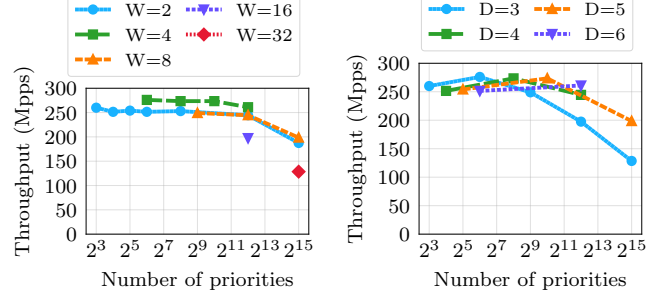 W=2
W=4
W=8
W=16
W=32
Throughput (Mpps)
300
250
200
150
100
50
0
2^3
2^5
2^7
2^9
2^11
2^13
2^15
Number of priorities
D=3
D=4
D=5
D=6
Throughput (Mpps)
300
250
200
150
100
50
0
2^3
2^5
2^7
2^9
2^11
2^13
2^15
Number of priorities